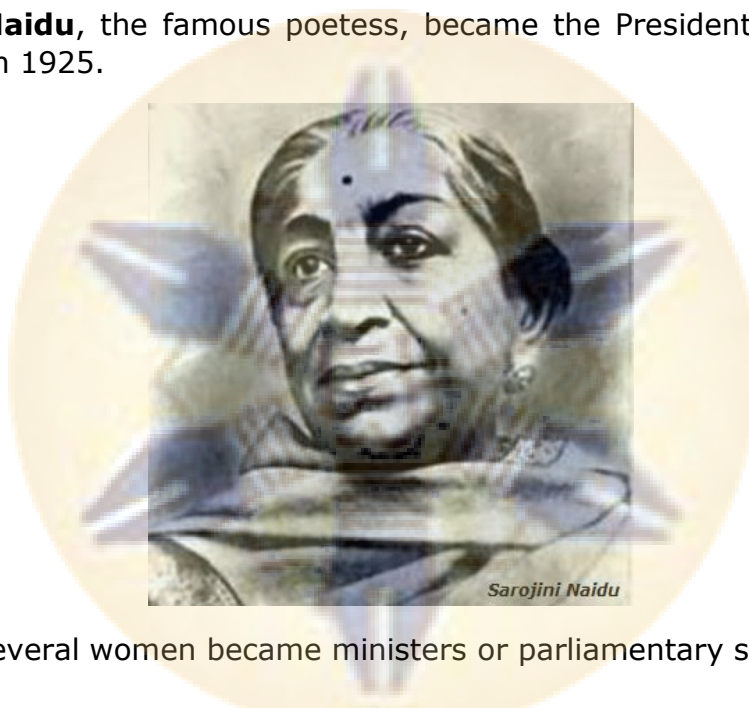 Naidu, the famous poetess, became the President
n 1925.
Sarojini Naidu
everal women became ministers or parliamentary s